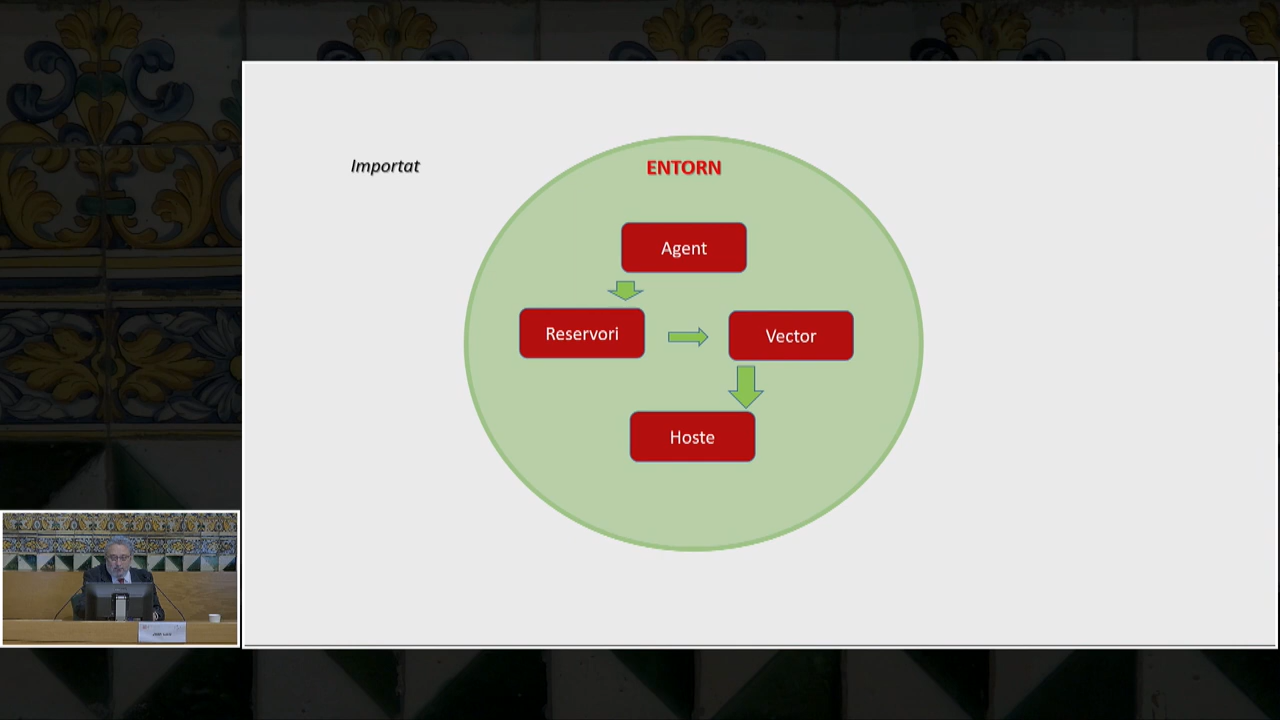 Importat
ENTORN
Agent
Reservori
Vector
Hoste